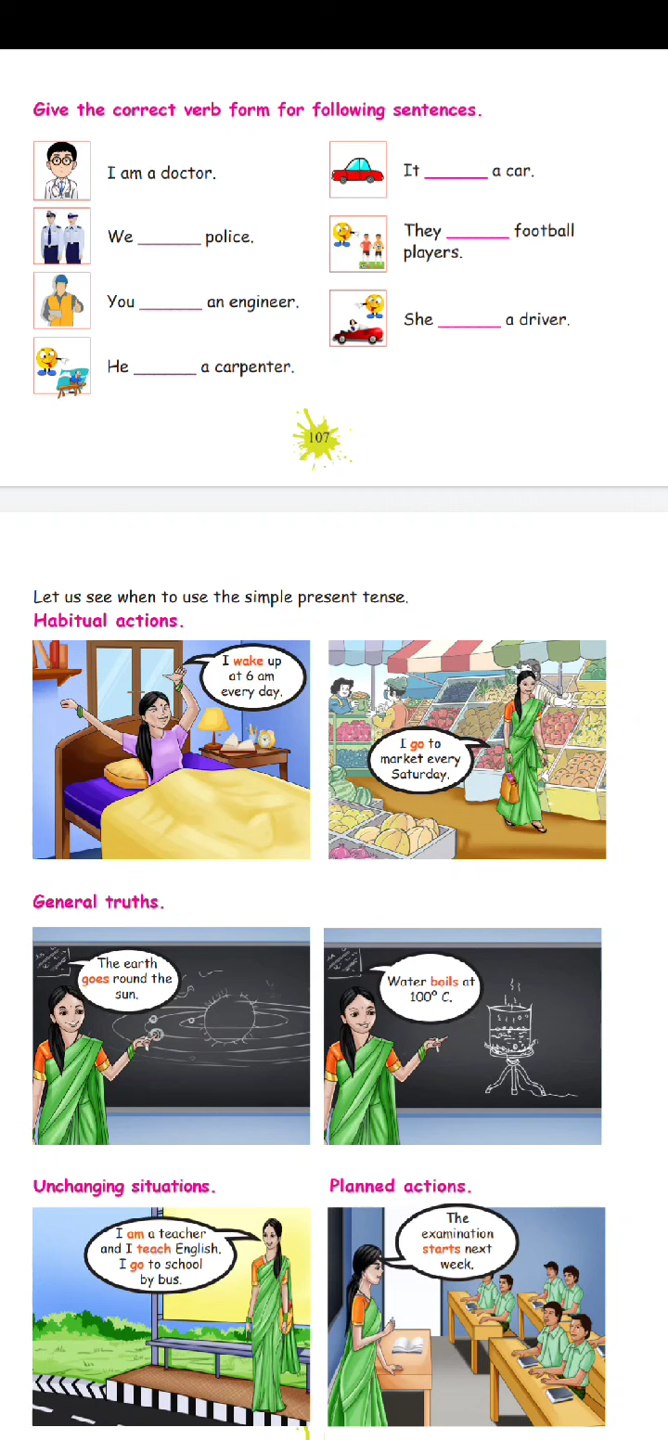 Give the correct verb form for following sentences.
I am a doctor.
We _______ police.
You _______ an engineer.
He _______ a carpenter.
It _______ a car.
They _______ football
players.
She _______ a driver.
107
Let us see when to use the simple present tense.
Habitual actions.
I wake up
at 6 am
every day.
I go to
market every
Saturday.
General truths.
The earth
goes round the
sun.
Water boils at
100° C.
Unchanging situations.
I am a teacher
and I teach English.
I go to school
by bus.
Planned actions.
The
examination
starts next
week.